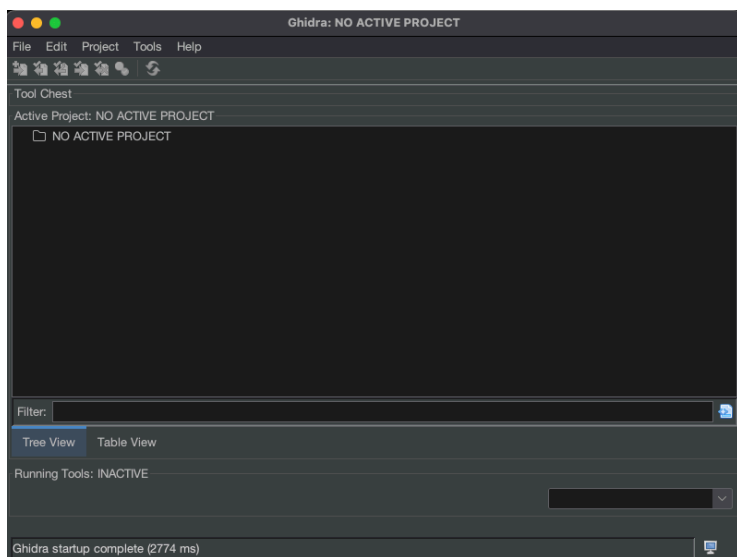 Ghidra: NO ACTIVE PROJECT
File Edit Project Tools Help
Tool Chest
Active Project: NO ACTIVE PROJECT
NO ACTIVE PROJECT
Filter:
Tree View Table View
Running Tools: INACTIVE
Ghidra startup complete (2774 ms)